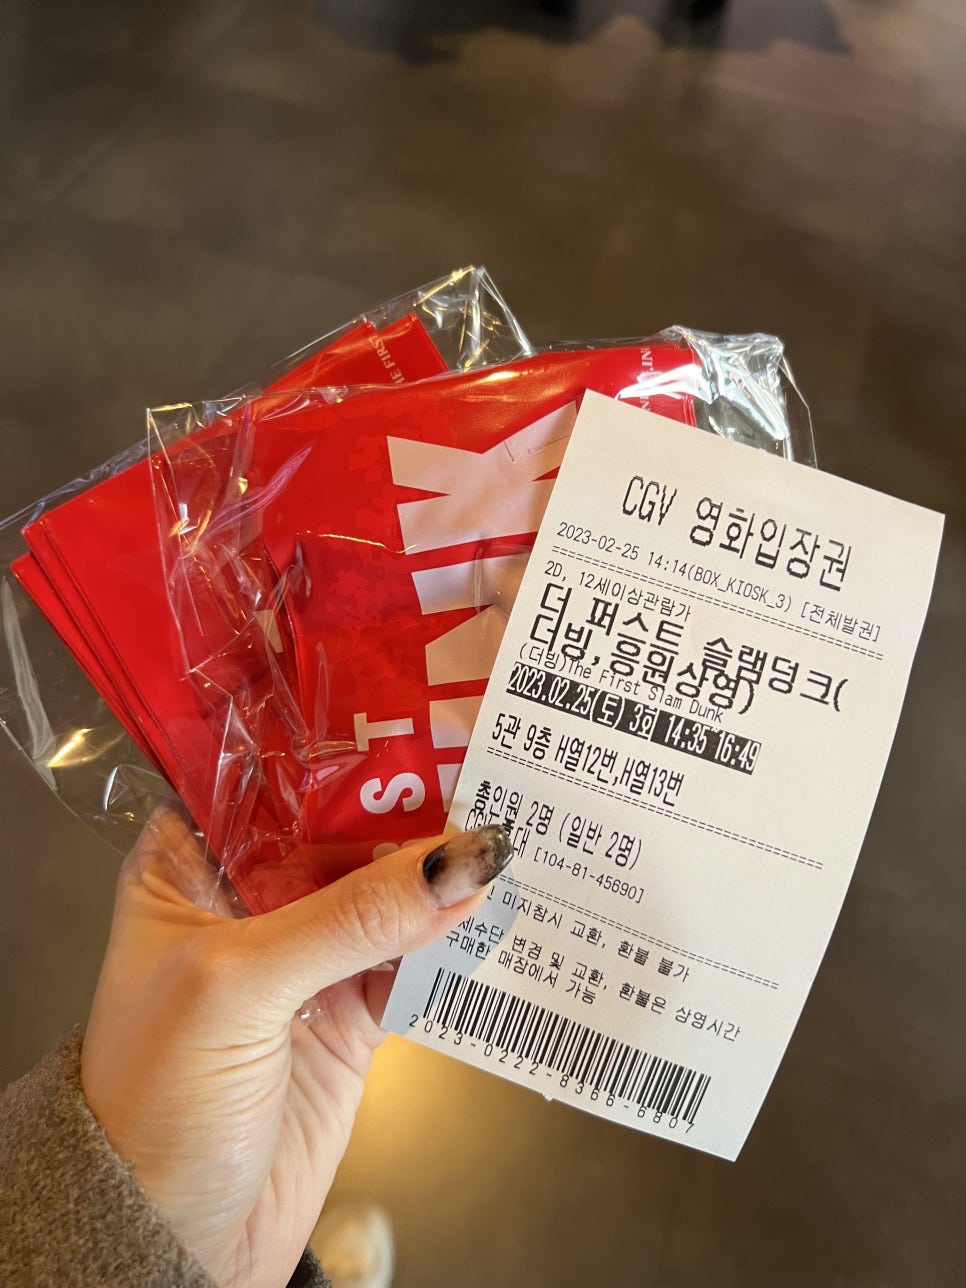 HE FIRST
UNK
ST
CGV 영화입장권
2023-02-25 14:14(BOX_KIOSK_3) [전체발권]
2D, 12세이상관람가
더 퍼스트 슬램덩크(
더빙,응원상영)
(더빙)The First Slam Dunk
2023.02.25(토) 3회 14:35 16:49
5관 9층 H열12번,H열13번
총인원 2명 (일반 2명)
[104-81-45690]
미지참시 교환, 환불 불가
변경 및 교환, 환불은 상영시간
구매한 매장에서 가능
2023-0222-8366-6807